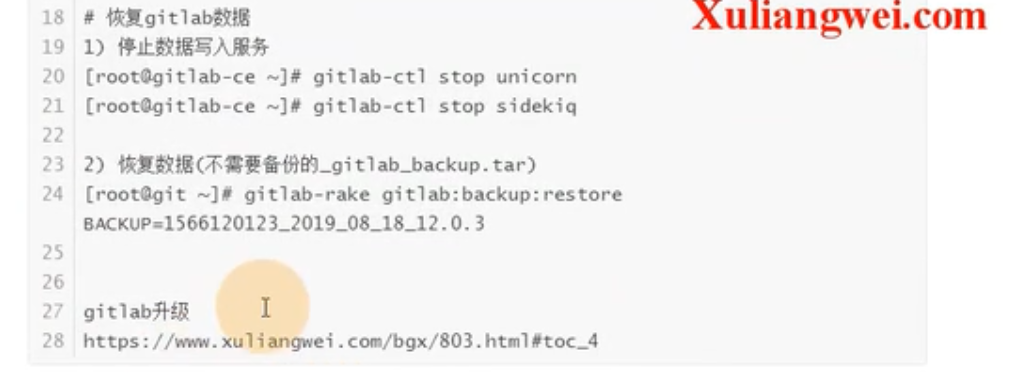 Xuliangwei.com
18 # 恢复gitlab数据
19 1) 停止数据写入服务
20 [root@gitlab-ce ~]# gitlab-ctl stop unicorn
21 [root@gitlab-ce ~]# gitlab-ctl stop sidekiq
22
23 2) 恢复数据(不需要备份的_gitlab_backup.tar)
24 [root@git ~]# gitlab-rake gitlab:backup:restore
BACKUP=1566120123_2019_08_18_12.0.3
25
26
27 gitlab升级
28 https://www.xuliangwei.com/bgx/803.html#toc_4